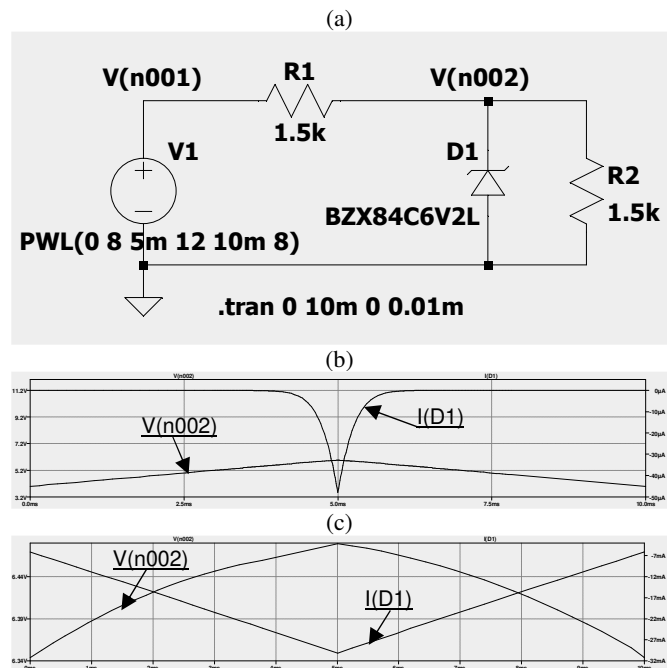 (a)
V(n001)
R1
V(n002)
1.5k
V1
D1
R2
BZX84C6V2L
1.5k
PWL(0 8 5m 12 10m 8)
.tran 0 10m 0 0.01m
(b)
V(n002)
I(D1)
11.2V
0μA
-10μA
9.2V
V(n002)
I(D1)
-20μA
7.2V
-30μA
5.2V
-40μA
3.2V
-50μA
0.0ms
2.5ms
5.0ms
7.5ms
10.0ms
(c)
V(n002)
I(D1)
V(n002)
-7mA
6.44V
-12mA
-17mA
I(D1)
6.39V
-22mA
-27mA
6.34V
-32mA